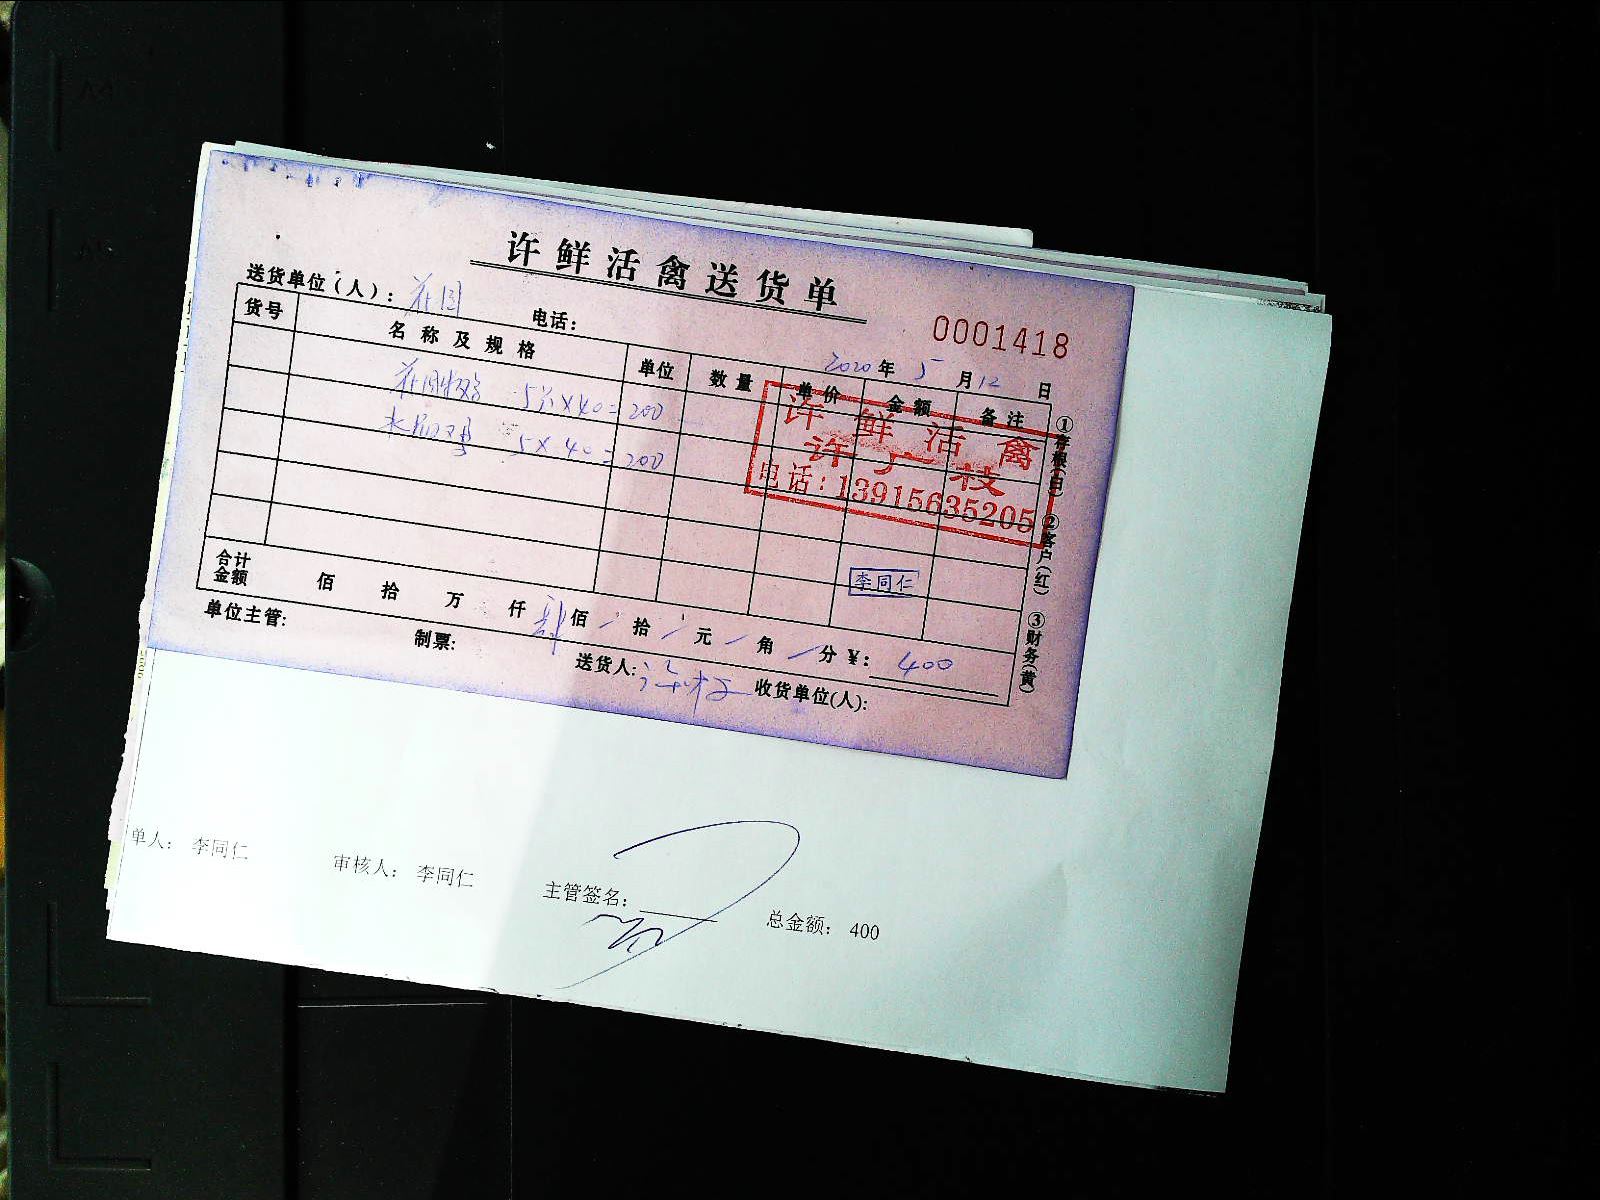 许鲜活禽送货单
送货单位(人): 花园 电话:
0001418
2020年5月12日
货号 名称及规格 单位 数量 单价 金额 备注
5只×40=200
5×40=200
许鲜活禽
电话:13915635205
李同仁
合计金额 佰 拾 万 仟 肆佰 拾 元 角 分 ¥: 400
单位主管: 制票: 送货人: 收货单位(人):
①存根(白) ②客户(红) ③财务(黄)
单人: 李同仁 审核人: 李同仁 主管签名: 总金额: 400